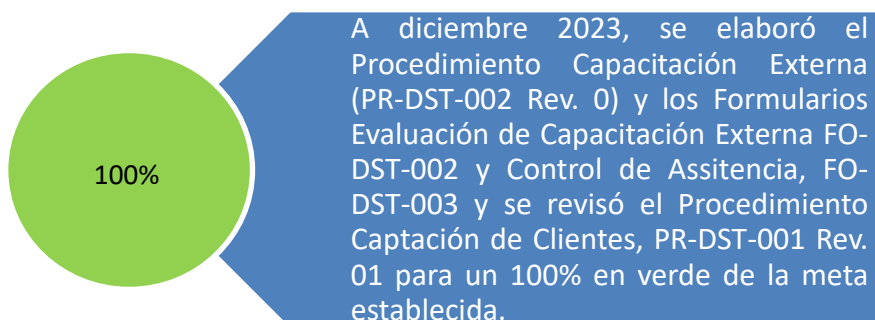 100%
A diciembre 2023, se elaboró el
Procedimiento Capacitación Externa
(PR-DST-002 Rev. 0) y los Formularios
Evaluación de Capacitación Externa FO-
DST-002 y Control de Assitencia, FO-
DST-003 y se revisó el Procedimiento
Captación de Clientes, PR-DST-001 Rev.
01 para un 100% en verde de la meta
establecida.